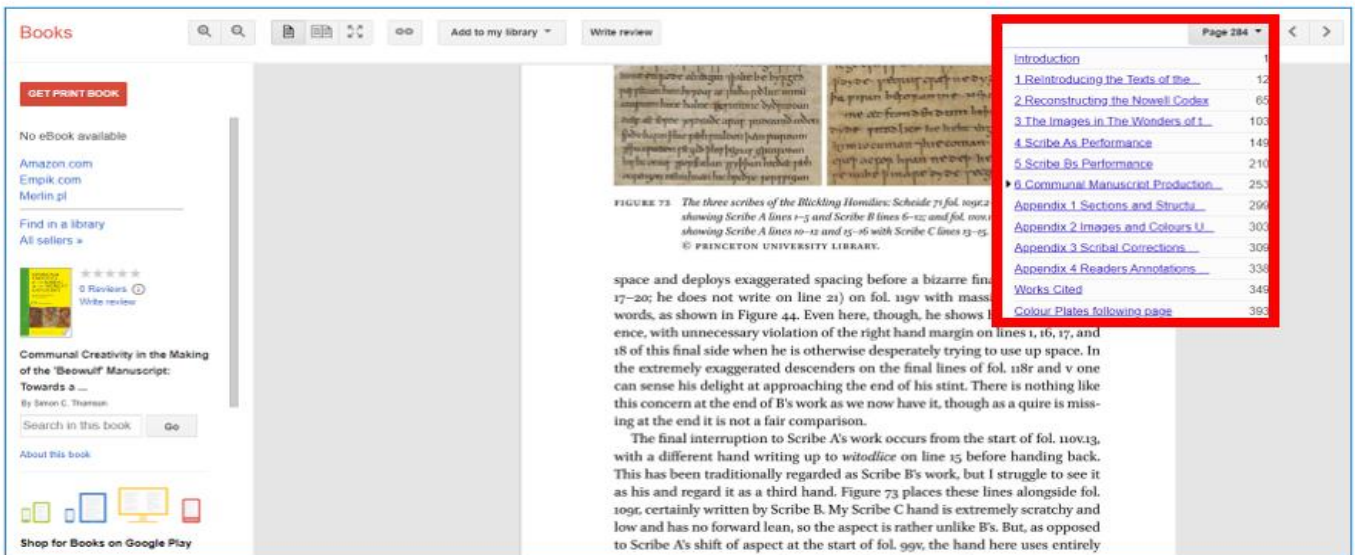 Books
Add to my library
Write review
Page 284
GET PRINT BOOK
No eBook available
Amazon.com
Empik.com
Merlin.pl
Find in a library
All sellers »
0 Reviews
Write review
Communal Creativity in the Making
of the 'Beowulf' Manuscript:
Towards a ...
By Simon C. Thomson
Search in this book
Go
About this book
Shop for Books on Google Play
FIGURE 73 The three scribes of the Blickling Homilies: Scheide 71 fol. 109r.2
showing Scribe A lines 1–5 and Scribe B lines 6–12; and fol. 110v.1
showing Scribe A lines 10–12 and 15–16 with Scribe C lines 13–15.
© PRINCETON UNIVERSITY LIBRARY.
space and deploys exaggerated spacing before a bizarre fina
17–20; he does not write on line 21) on fol. 119v with mass
words, as shown in Figure 44. Even here, though, he shows
ence, with unnecessary violation of the right hand margin on lines 1, 16, 17, and
18 of this final side when he is otherwise desperately trying to use up space. In
the extremely exaggerated descenders on the final lines of fol. 118r and v one
can sense his delight at approaching the end of his stint. There is nothing like
this concern at the end of B's work as we now have it, though as a quire is miss-
ing at the end it is not a fair comparison.
The final interruption to Scribe A's work occurs from the start of fol. 110v.13,
with a different hand writing up to witodlice on line 15 before handing back.
This has been traditionally regarded as Scribe B's work, but I struggle to see it
as his and regard it as a third hand. Figure 73 places these lines alongside fol.
109r, certainly written by Scribe B. My Scribe C hand is extremely scratchy and
low and has no forward lean, so the aspect is rather unlike B's. But, as opposed
to Scribe A's shift of aspect at the start of fol. 99v, the hand here uses entirely
Introduction 1
1 ReIntroducing the Texts of the... 12
2 Reconstructing the Nowell Codex 65
3 The Images in The Wonders of t... 103
4 Scribe As Performance 149
5 Scribe Bs Performance 210
6 Communal Manuscript Production... 253
Appendix 1 Sections and Structu... 299
Appendix 2 Images and Colours U... 303
Appendix 3 Scribal Corrections ... 309
Appendix 4 Readers Annotations ... 338
Works Cited 349
Colour Plates following page 393